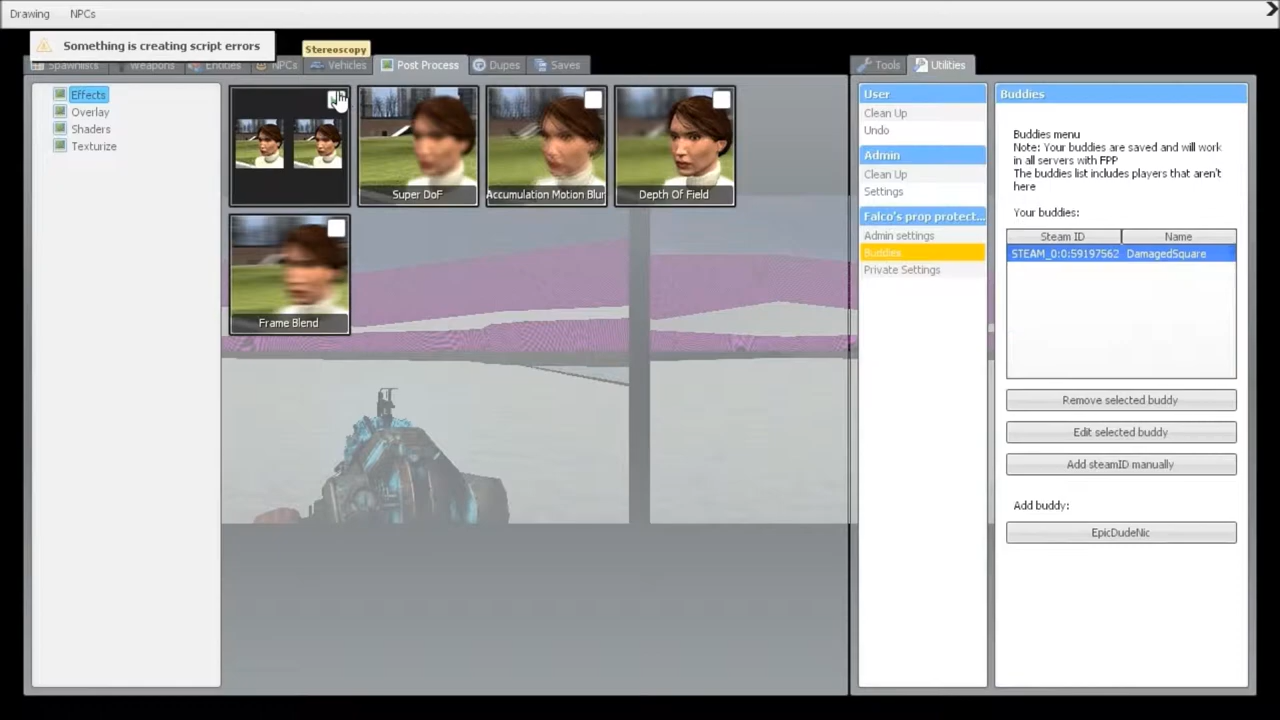 Drawing NPCs
Something is creating script errors
Stereoscopy
Spawnlists Weapons Entities NPCs Vehicles Post Process Dupes Saves
Tools Utilities
Effects
Overlay
Shaders
Texturize
Super DoF
Accumulation Motion Blur
Depth Of Field
Frame Blend
User
Clean Up
Undo
Admin
Clean Up
Settings
Falco's prop protect...
Admin settings
Buddies
Private Settings
Buddies
Buddies menu
Note: Your buddies are saved and will work
in all servers with FPP
The buddies list includes players that aren't
here
Your buddies:
Steam ID Name
STEAM_0:0:59197562 DamagedSquare
Remove selected buddy
Edit selected buddy
Add steamID manually
Add buddy:
EpicDudeNic